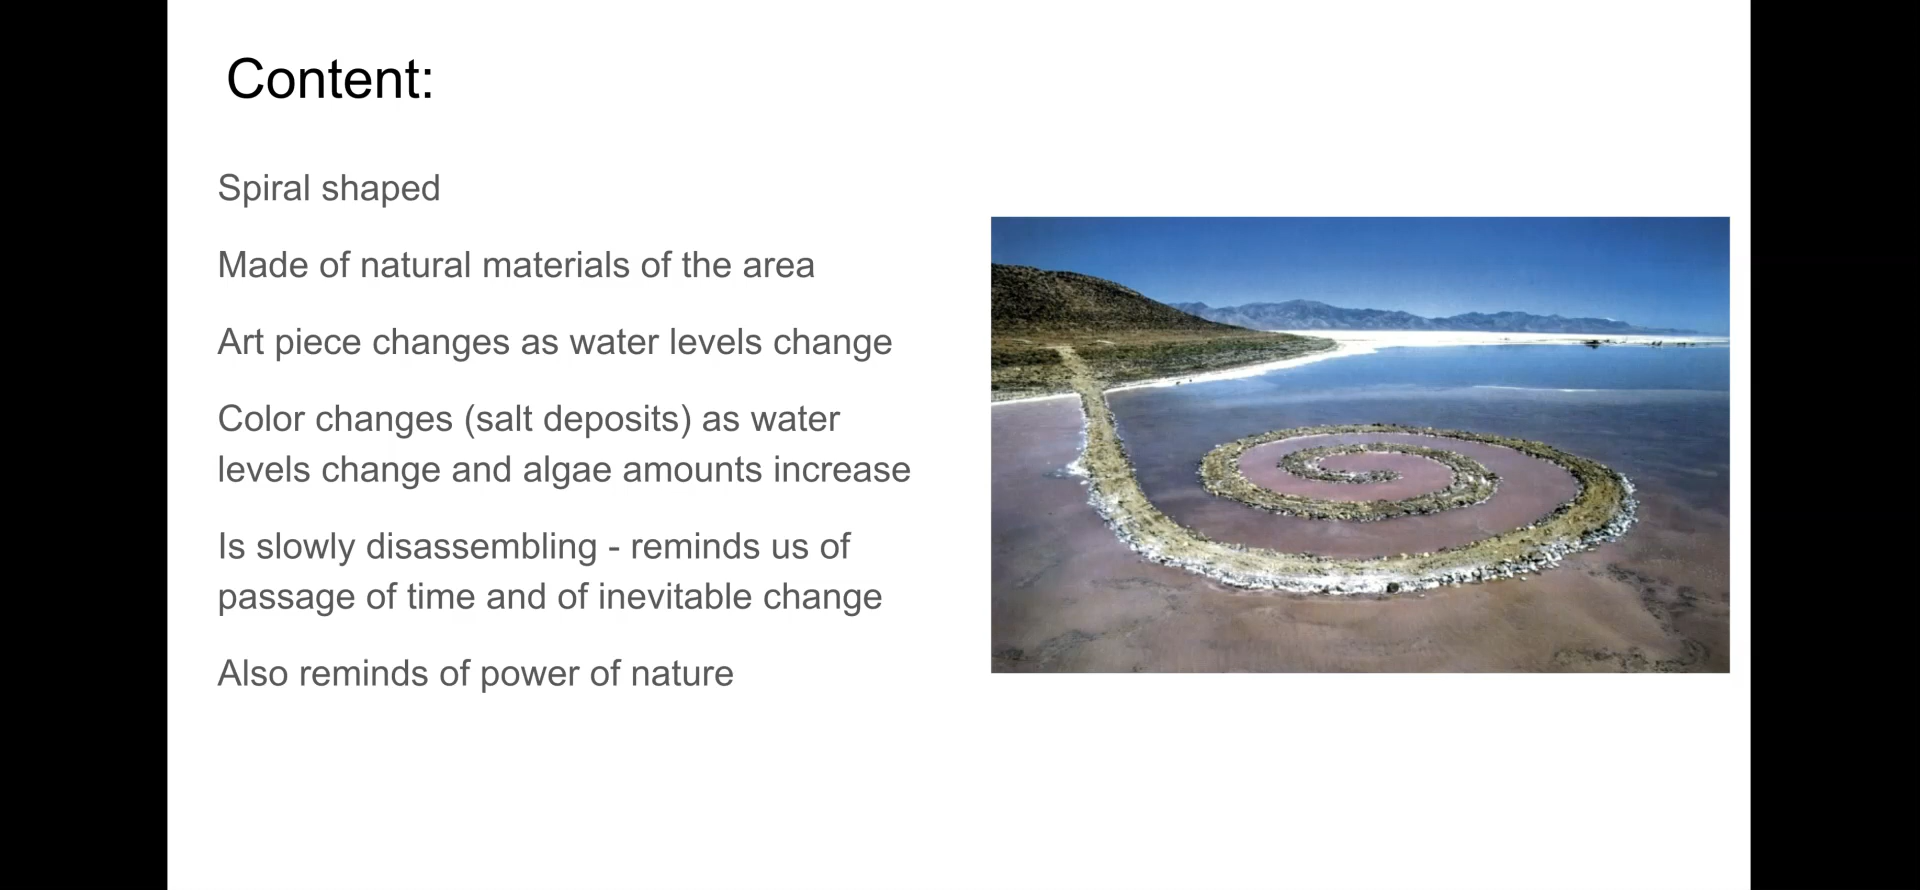 Content:
Spiral shaped
Made of natural materials of the area
Art piece changes as water levels change
Color changes (salt deposits) as water
levels change and algae amounts increase
Is slowly disassembling - reminds us of
passage of time and of inevitable change
Also reminds of power of nature